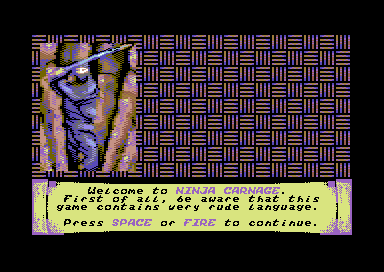 Welcome to NINJA CARNAGE.
First of all, be aware that this
game contains very rude language.
Press SPACE or FIRE to continue.